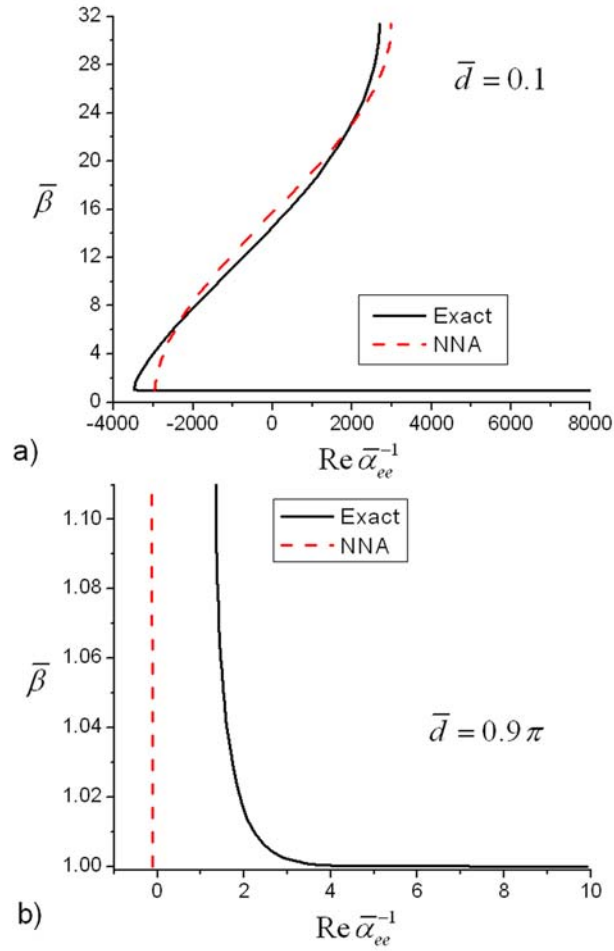 32
28
24
20
16
12
8
4
0
β̅
d̅ = 0.1
Exact
NNA
-4000 -2000 0 2000 4000 6000 8000
Re α̅ₑₑ⁻¹
a)
1.10
1.08
1.06
1.04
1.02
1.00
β̅
Exact
NNA
d̅ = 0.9π
0 2 4 6 8 10
Re α̅ₑₑ⁻¹
b)